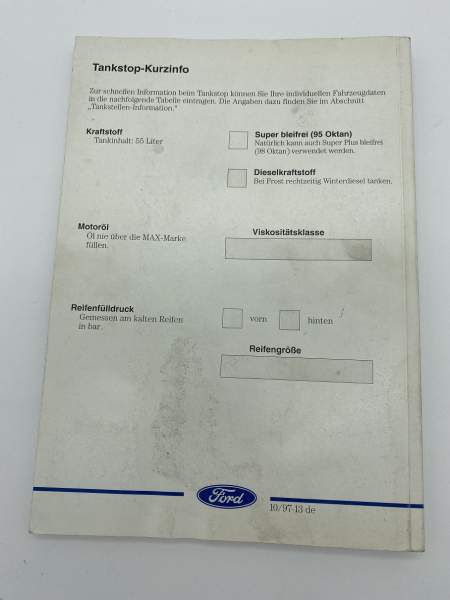 Tankstop-Kurzinfo
Zur schnellen Information beim Tankstop können Sie Ihre individuellen Fahrzeugdaten
in die nachfolgende Tabelle eintragen. Die Angaben dazu finden Sie im Abschnitt
„Tankstellen-Information.“
Kraftstoff
Tankinhalt: 55 Liter
Super bleifrei (95 Oktan)
Natürlich kann auch Super Plus bleifrei
(98 Oktan) verwendet werden.
Dieselkraftstoff
Bei Frost rechtzeitig Winterdiesel tanken.
Motoröl
Öl nie über die MAX-Marke
füllen.
Viskositätsklasse
Reifenfülldruck
Gemessen am kalten Reifen
in bar.
vorn
hinten
Reifengröße
Ford
10/97-13 de